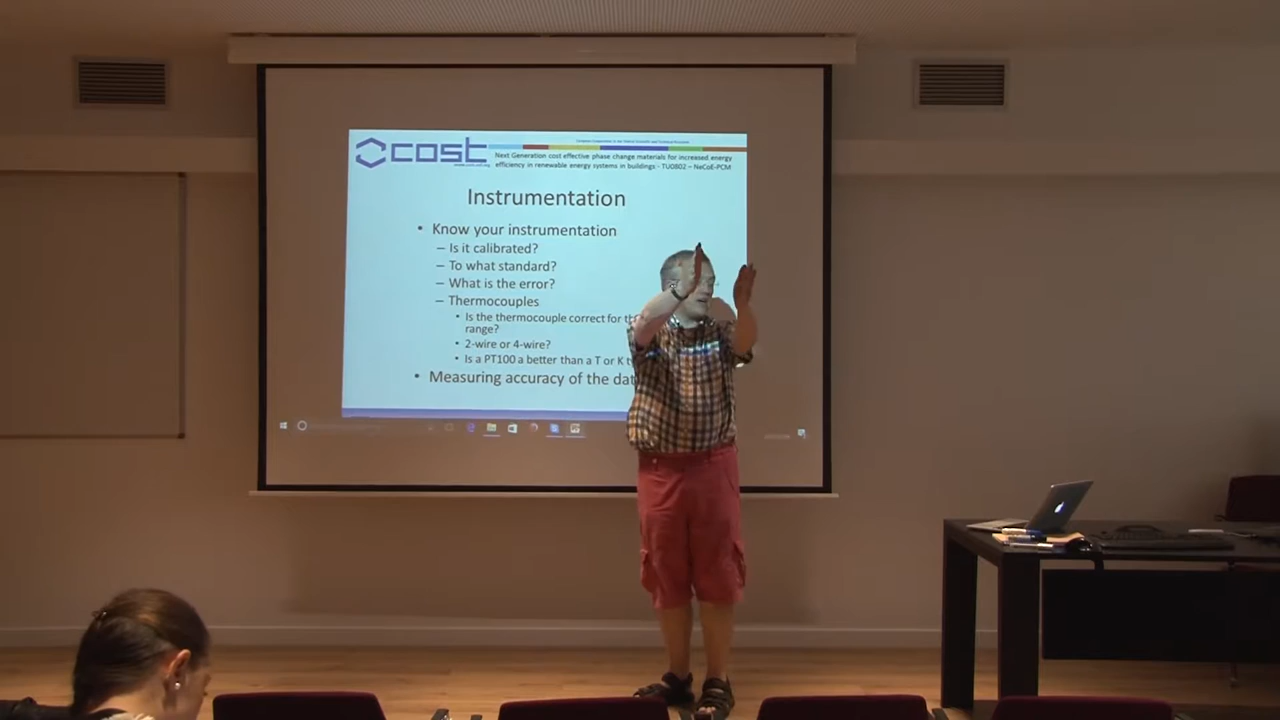 cost
Next Generation cost effective phase change materials for increased energy
efficiency in renewable energy systems in buildings - TU0802 – NeCoE-PCM
Instrumentation
• Know your instrumentation
– Is it calibrated?
– To what standard?
– What is the error?
– Thermocouples
• Is the thermocouple correct for th
range?
• 2-wire or 4-wire?
• Is a PT100 a better than a T or K t
• Measuring accuracy of the dat